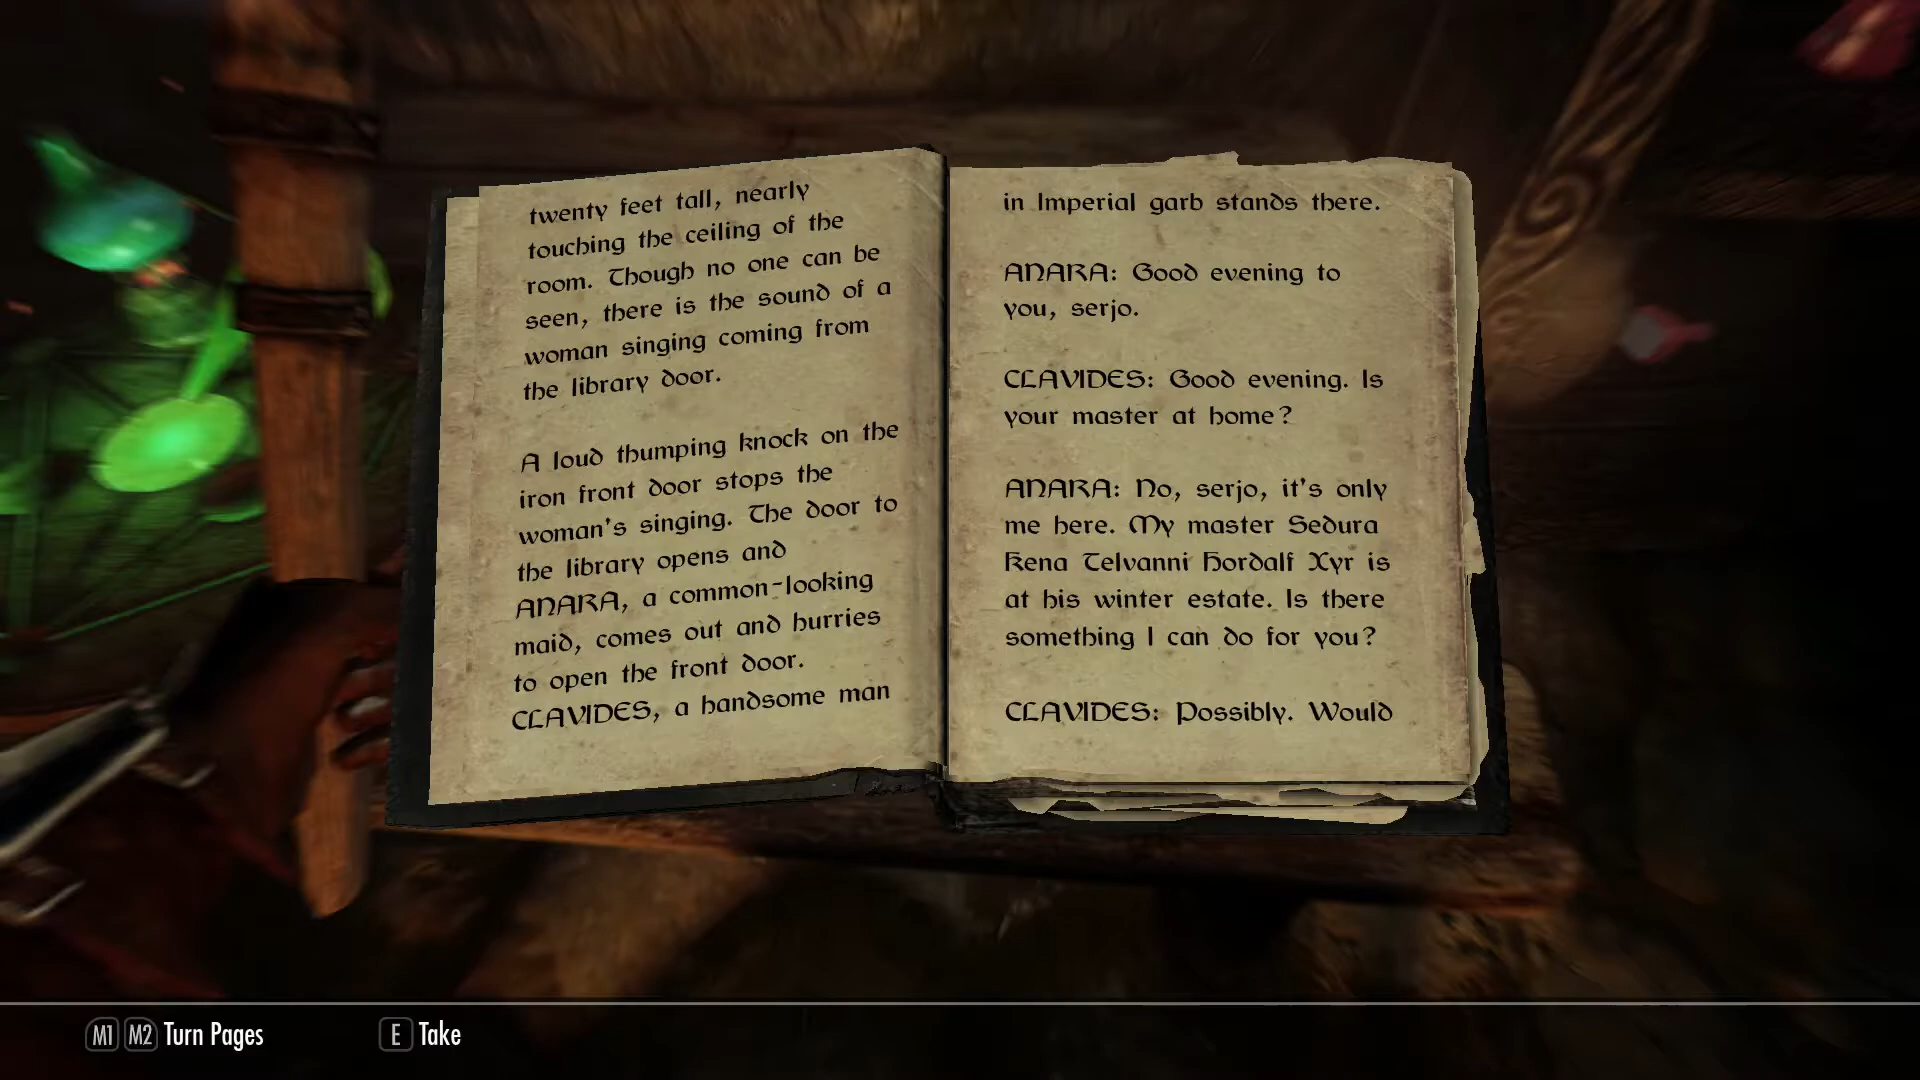 twenty feet tall, nearly
touching the ceiling of the
room. Though no one can be
seen, there is the sound of a
woman singing coming from
the library door.
A loud thumping knock on the
iron front door stops the
woman's singing. The door to
the library opens and
ANARA, a common-looking
maid, comes out and hurries
to open the front door.
CLAVIDES, a handsome man
in Imperial garb stands there.
ANARA: Good evening to
you, serjo.
CLAVIDES: Good evening. Is
your master at home?
ANARA: No, serjo, it's only
me here. My master Sedura
Kena Telvanni Hordalf Xyr is
at his winter estate. Is there
something I can do for you?
CLAVIDES: Possibly. Would
M1 M2 Turn Pages
E Take